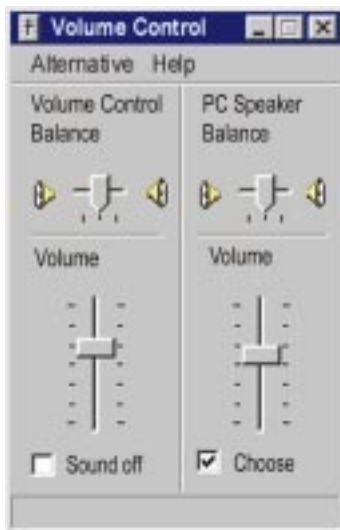 Volume Control
Alternative Help
Volume Control
Balance
PC Speaker
Balance
Volume
Volume
Sound off
Choose